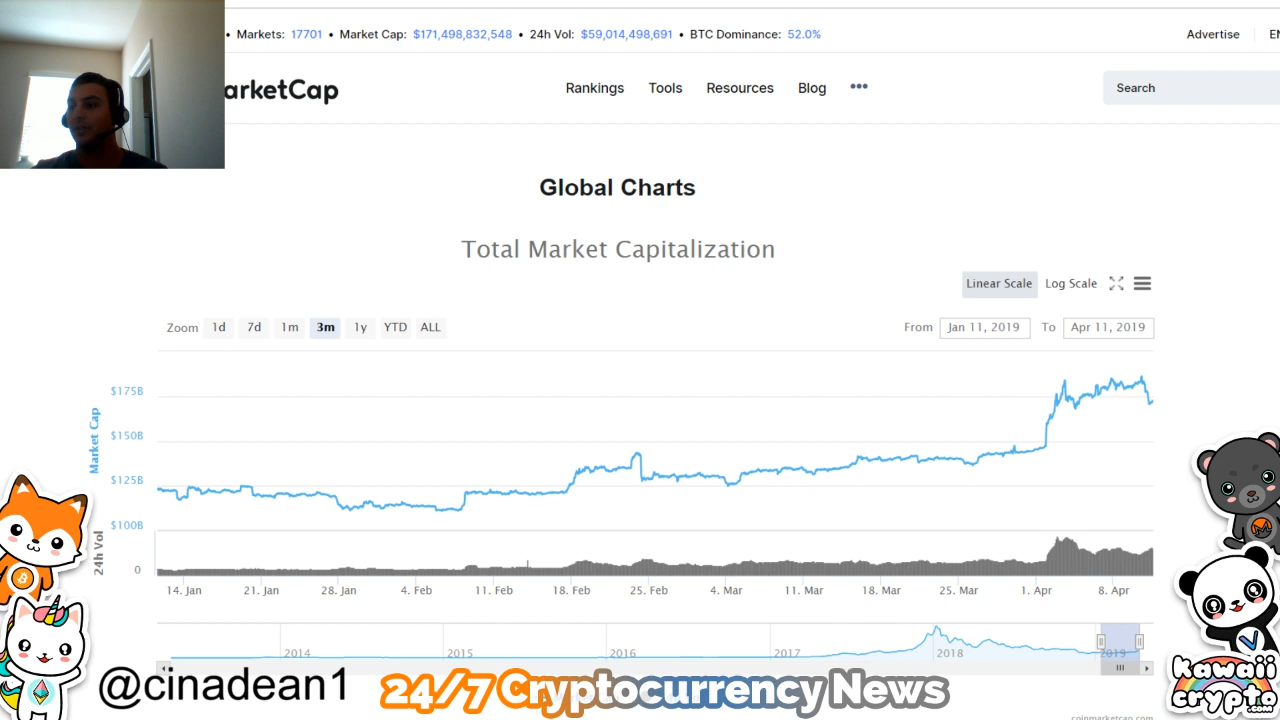 • Markets: 17701 • Market Cap: $171,498,832,548 • 24h Vol: $59,014,498,691 • BTC Dominance: 52.0%
Advertise
EN
arketCap
Rankings Tools Resources Blog •••
Search
Global Charts
Total Market Capitalization
Linear Scale Log Scale
Zoom 1d 7d 1m 3m 1y YTD ALL
From Jan 11, 2019 To Apr 11, 2019
Market Cap
$175B
$150B
$125B
$100B
24h Vol
0
14. Jan 21. Jan 28. Jan 4. Feb 11. Feb 18. Feb 25. Feb 4. Mar 11. Mar 18. Mar 25. Mar 1. Apr 8. Apr
2014 2015 2016 2017 2018 2019
@cinadean1
24/7 Cryptocurrency News
kawaii
crypto
.com
coinmarketcap.com